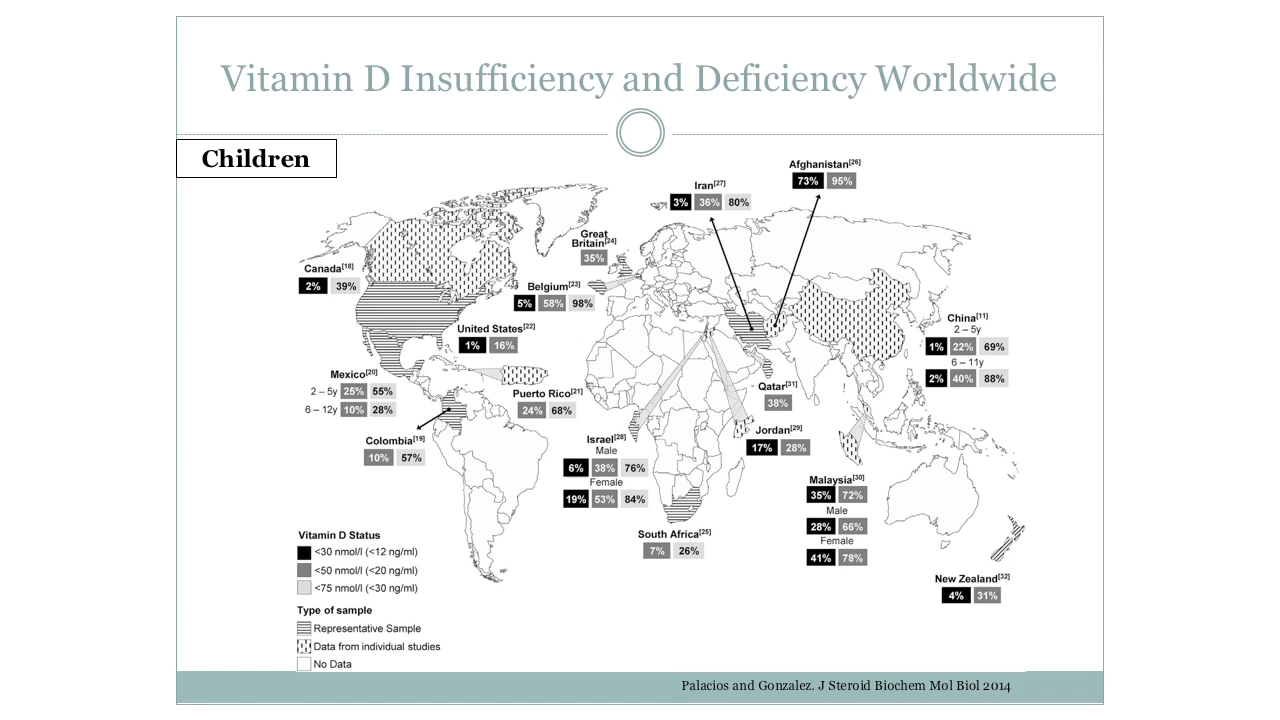 Vitamin D Insufficiency and Deficiency Worldwide
Children
Afghanistan[26]
73% 95%
Iran[27]
3% 36% 80%
Great
Britain[24]
35%
Canada[18]
2% 39%
Belgium[23]
5% 58% 98%
United States[22]
1% 16%
China[11]
2 – 5y
1% 22% 69%
6 – 11y
2% 40% 88%
Mexico[20]
2 – 5y 25% 55%
6 – 12y 10% 28%
Puerto Rico[21]
24% 68%
Qatar[31]
38%
Colombia[19]
10% 57%
Israel[28]
Male
6% 38% 76%
Female
19% 53% 84%
Jordan[29]
17% 28%
Malaysia[30]
35% 72%
Male
28% 66%
Female
41% 78%
South Africa[25]
7% 26%
New Zealand[32]
4% 31%
Vitamin D Status
<30 nmol/l (<12 ng/ml)
<50 nmol/l (<20 ng/ml)
<75 nmol/l (<30 ng/ml)
Type of sample
Representative Sample
Data from individual studies
No Data
Palacios and Gonzalez. J Steroid Biochem Mol Biol 2014